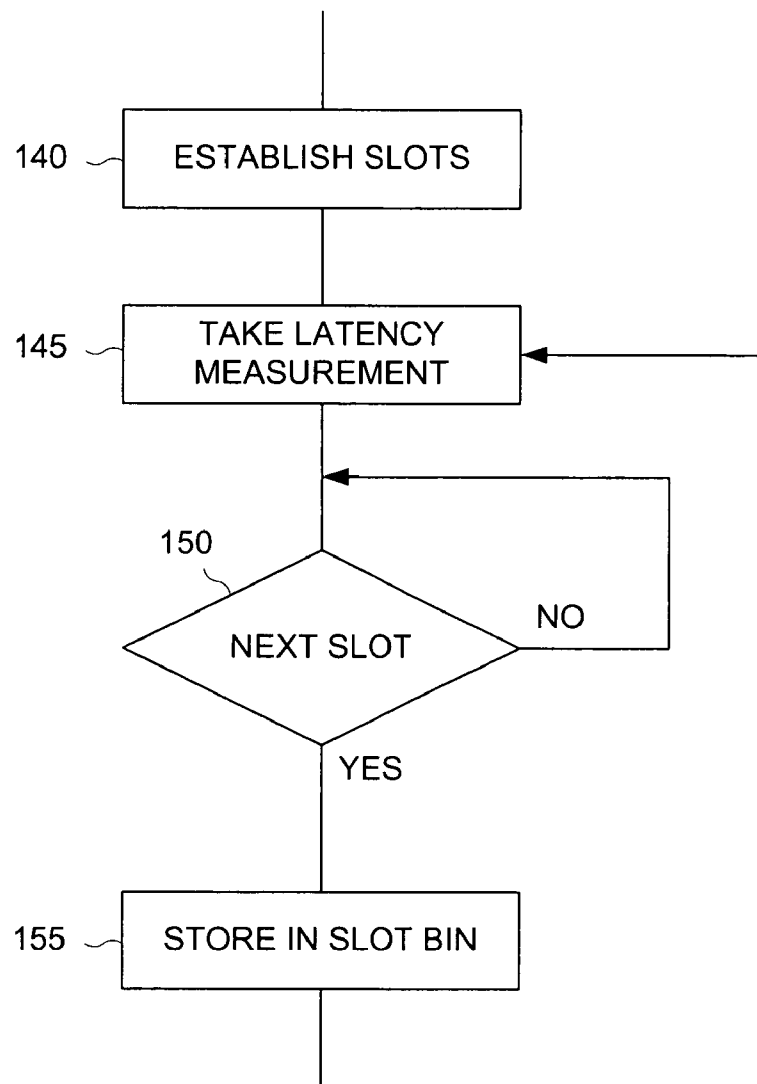 140
ESTABLISH SLOTS
145
TAKE LATENCY
MEASUREMENT
150
NEXT SLOT
NO
YES
155
STORE IN SLOT BIN